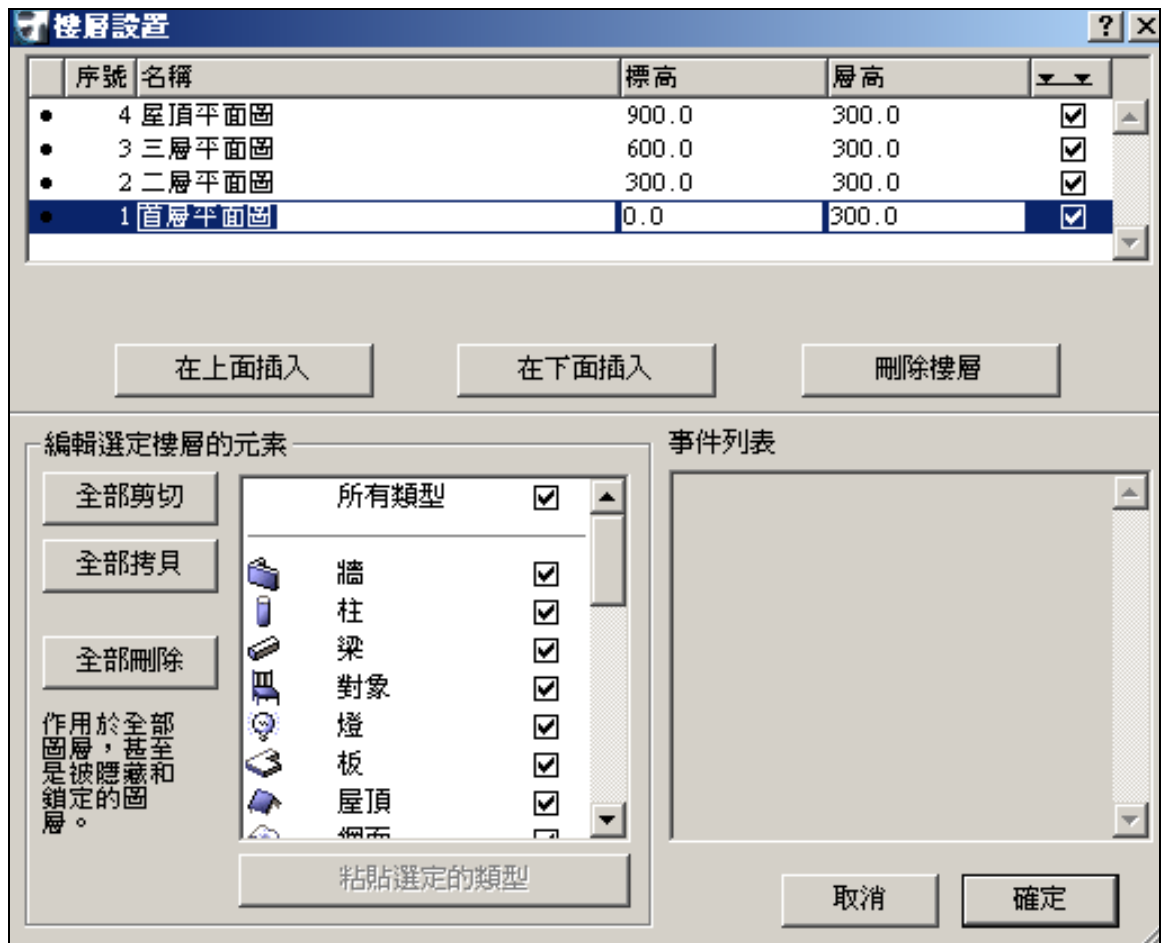 樓層設置
序號 名稱 標高 層高
4 屋頂平面圖 900.0 300.0
3 三層平面圖 600.0 300.0
2 二層平面圖 300.0 300.0
1 首層平面圖 0.0 300.0
在上面插入 在下面插入 刪除樓層
編輯選定樓層的元素
事件列表
全部剪切
全部拷貝
全部刪除
作用於全部
圖層，甚至
是被隱藏和
鎖定的圖
層。
所有類型
牆
柱
梁
對象
燈
板
屋頂
網面
粘貼選定的類型
取消 確定